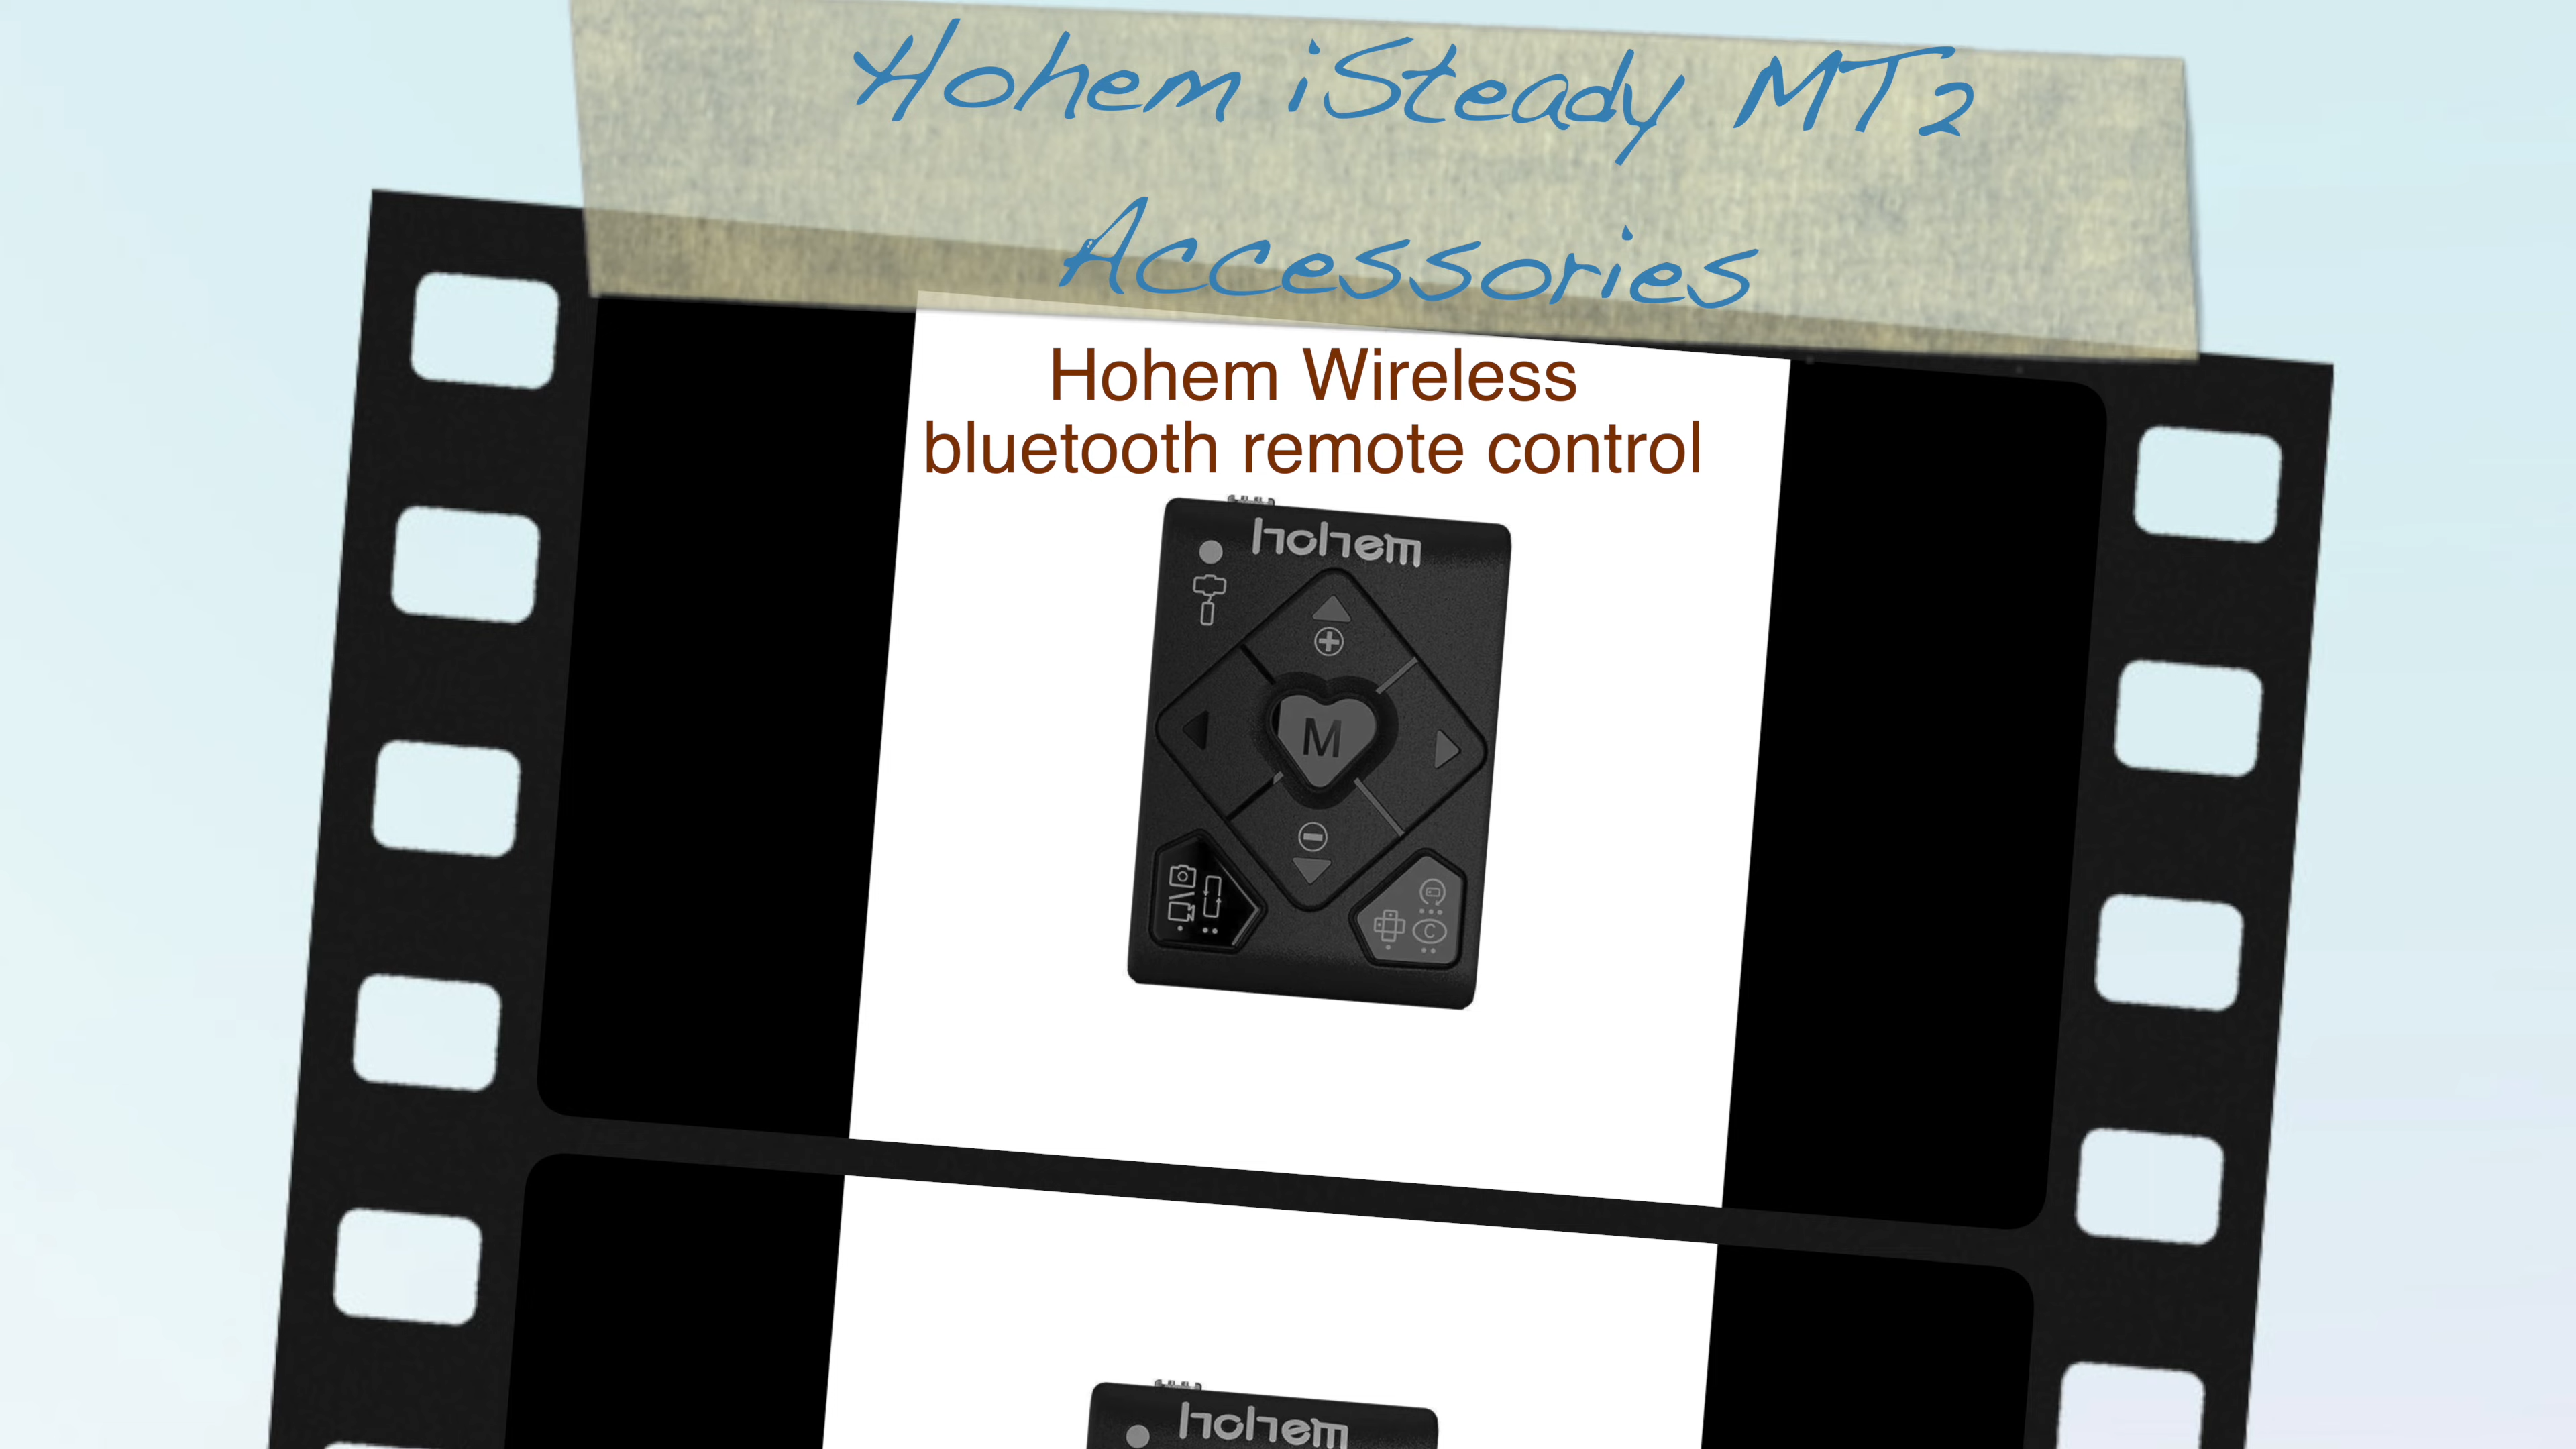 Hohem iSteady MT2
Accessories
Hohem Wireless
bluetooth remote control
hohem
M
C
hohem